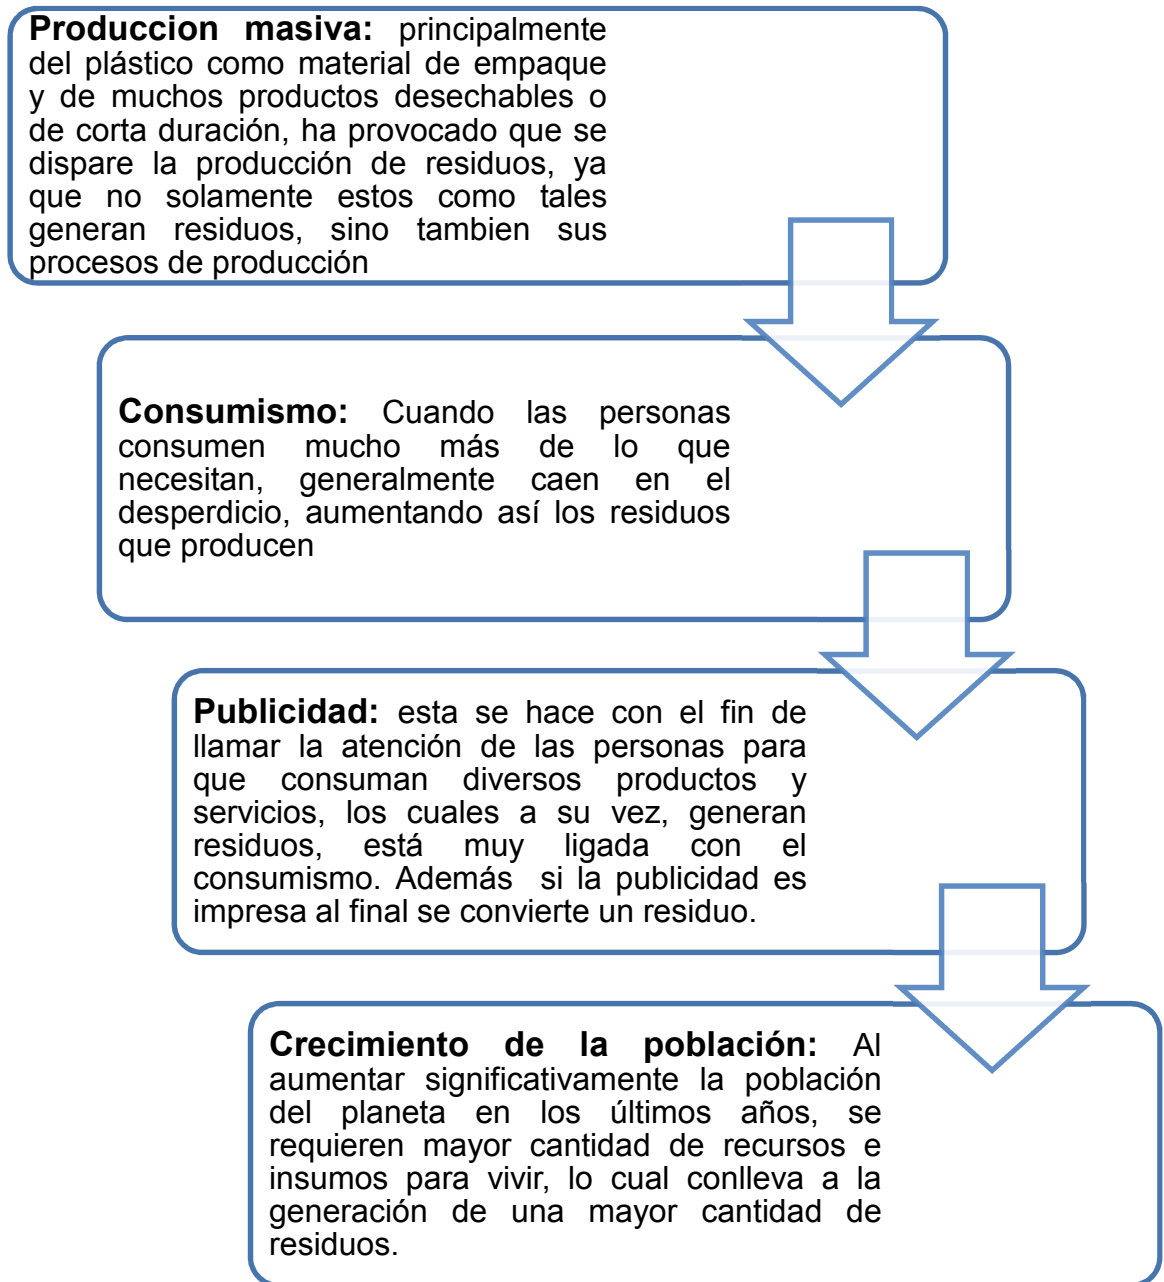 Produccion masiva: principalmente
del plástico como material de empaque
y de muchos productos desechables o
de corta duración, ha provocado que se
dispare la producción de residuos, ya
que no solamente estos como tales
generan residuos, sino tambien sus
procesos de producción
Consumismo: Cuando las personas
consumen mucho más de lo que
necesitan, generalmente caen en el
desperdicio, aumentando así los residuos
que producen
Publicidad: esta se hace con el fin de
llamar la atención de las personas para
que consuman diversos productos y
servicios, los cuales a su vez, generan
residuos, está muy ligada con el
consumismo. Además si la publicidad es
impresa al final se convierte un residuo.
Crecimiento de la población: Al
aumentar significativamente la población
del planeta en los últimos años, se
requieren mayor cantidad de recursos e
insumos para vivir, lo cual conlleva a la
generación de una mayor cantidad de
residuos.